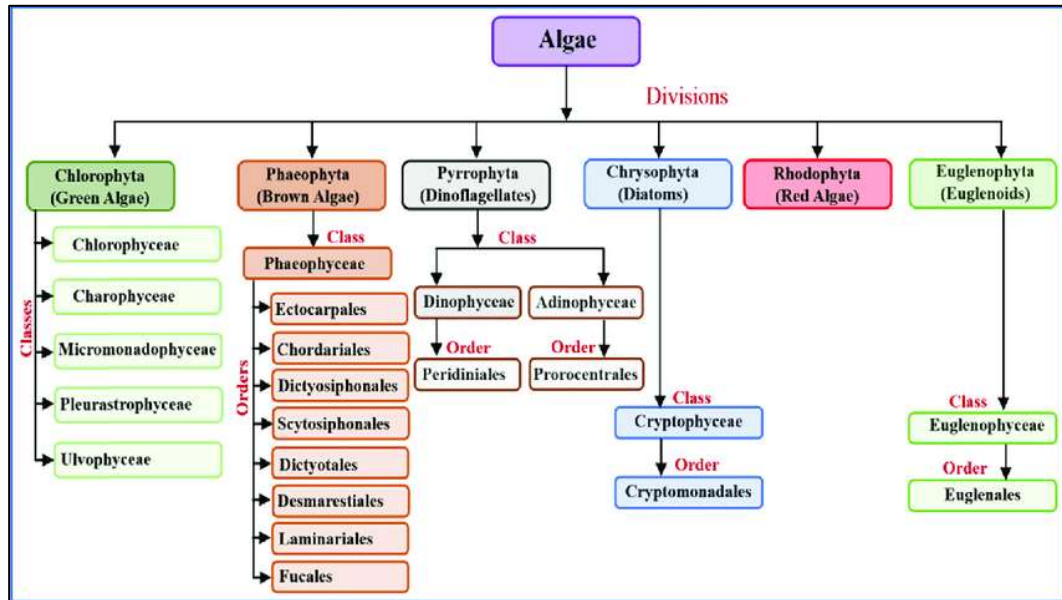 Algae
Divisions
Chlorophyta
(Green Algae)
Phaeophyta
(Brown Algae)
Pyrrophyta
(Dinoflagellates)
Chrysophyta
(Diatoms)
Rhodophyta
(Red Algae)
Euglenophyta
(Euglenoids)
Classes
Chlorophyceae
Charophyceae
Micromonadophyceae
Pleurastrophyceae
Ulvophyceae
Class
Phaeophyceae
Orders
Ectocarpales
Chordariales
Dictyosiphonales
Scytosiphonales
Dictyotales
Desmarestiales
Laminariales
Fucales
Class
Dinophyceae
Adinophyceae
Order
Order
Peridiniales
Prorocentrales
Class
Cryptophyceae
Order
Cryptomonadales
Class
Euglenophyceae
Order
Euglenales